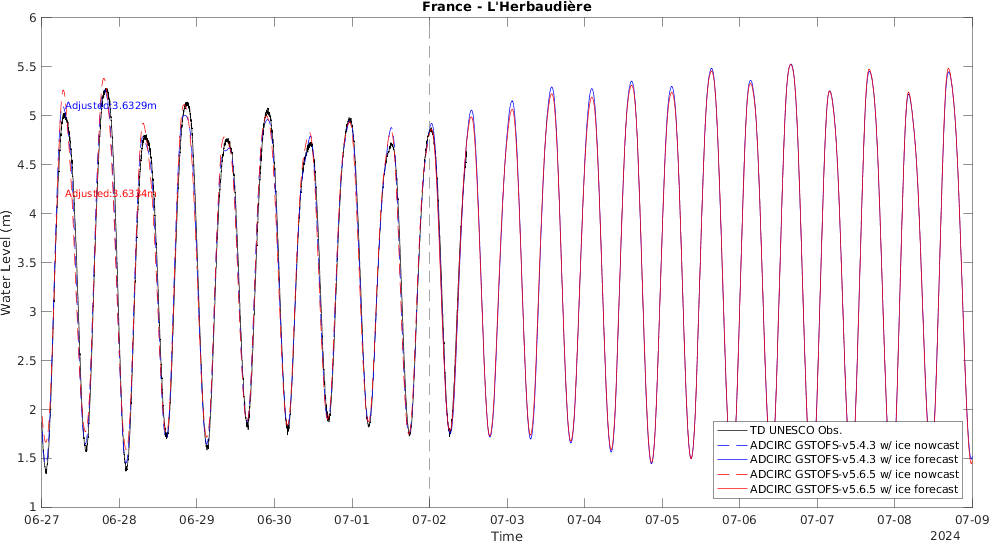 France - L'Herbaudière
6
5.5
5
4.5
4
3.5
3
2.5
2
1.5
1
Water Level (m)
Adjusted:3.6329m
Adjusted:3.6334m
TD UNESCO Obs.
ADCIRC GSTOFS-v5.4.3 w/ ice nowcast
ADCIRC GSTOFS-v5.4.3 w/ ice forecast
ADCIRC GSTOFS-v5.6.5 w/ ice nowcast
ADCIRC GSTOFS-v5.6.5 w/ ice forecast
06-27 06-28 06-29 06-30 07-01 07-02 07-03 07-04 07-05 07-06 07-07 07-08 07-09
Time
2024